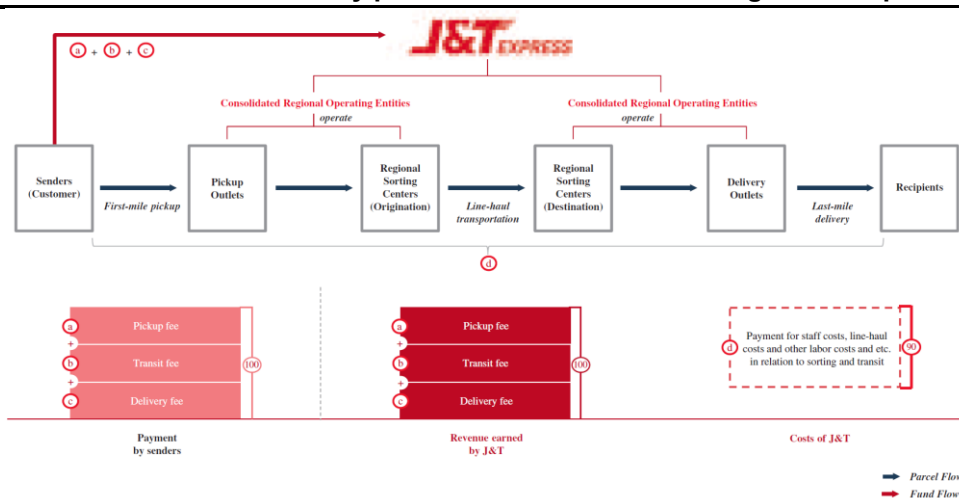 J&T EXPRESS
a + b + c
Consolidated Regional Operating Entities
operate
Consolidated Regional Operating Entities
operate
Senders
(Customer)
First-mile pickup
Pickup
Outlets
Regional
Sorting
Centers
(Origination)
Line-haul
transportation
Regional
Sorting
Centers
(Destination)
Delivery
Outlets
Last-mile
delivery
Recipients
d
a
Pickup fee
+
b
Transit fee
+
c
Delivery fee
100
Payment
by senders
a
Pickup fee
+
b
Transit fee
+
c
Delivery fee
100
Revenue earned
by J&T
d
Payment for staff costs, line-haul
costs and other labor costs and etc.
in relation to sorting and transit
90
Costs of J&T
Parcel Flow
Fund Flow